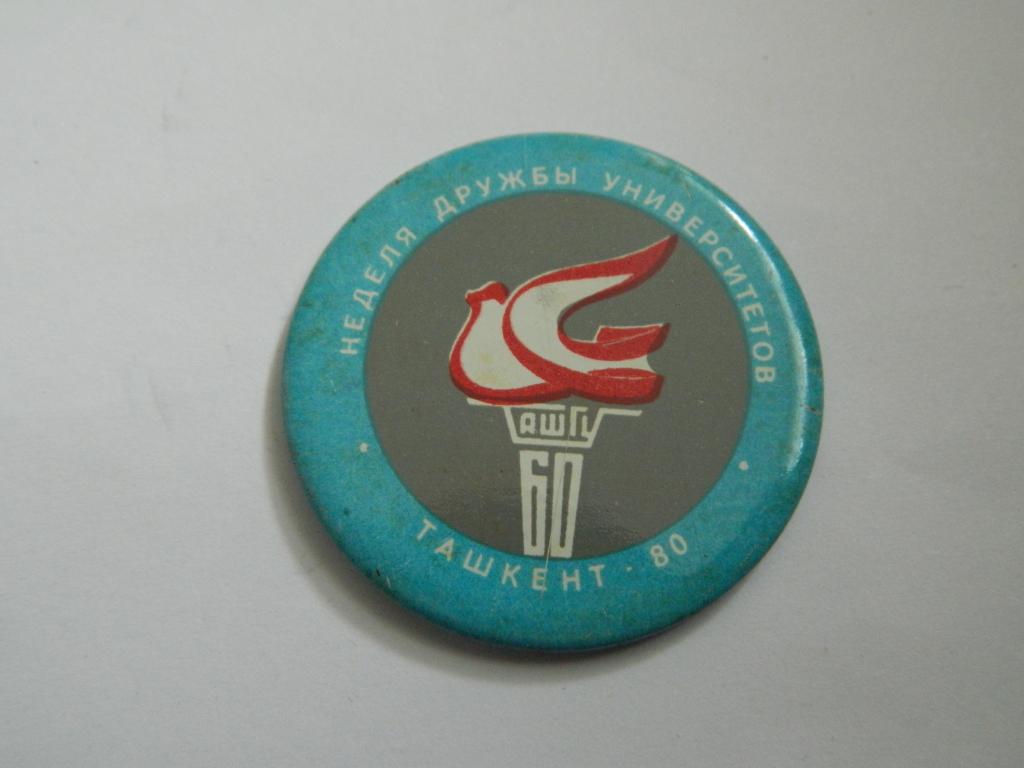 НЕДЕЛЯ ДРУЖБЫ УНИВЕРСИТЕТОВ
ТАШГУ
60
ТАШКЕНТ · 80